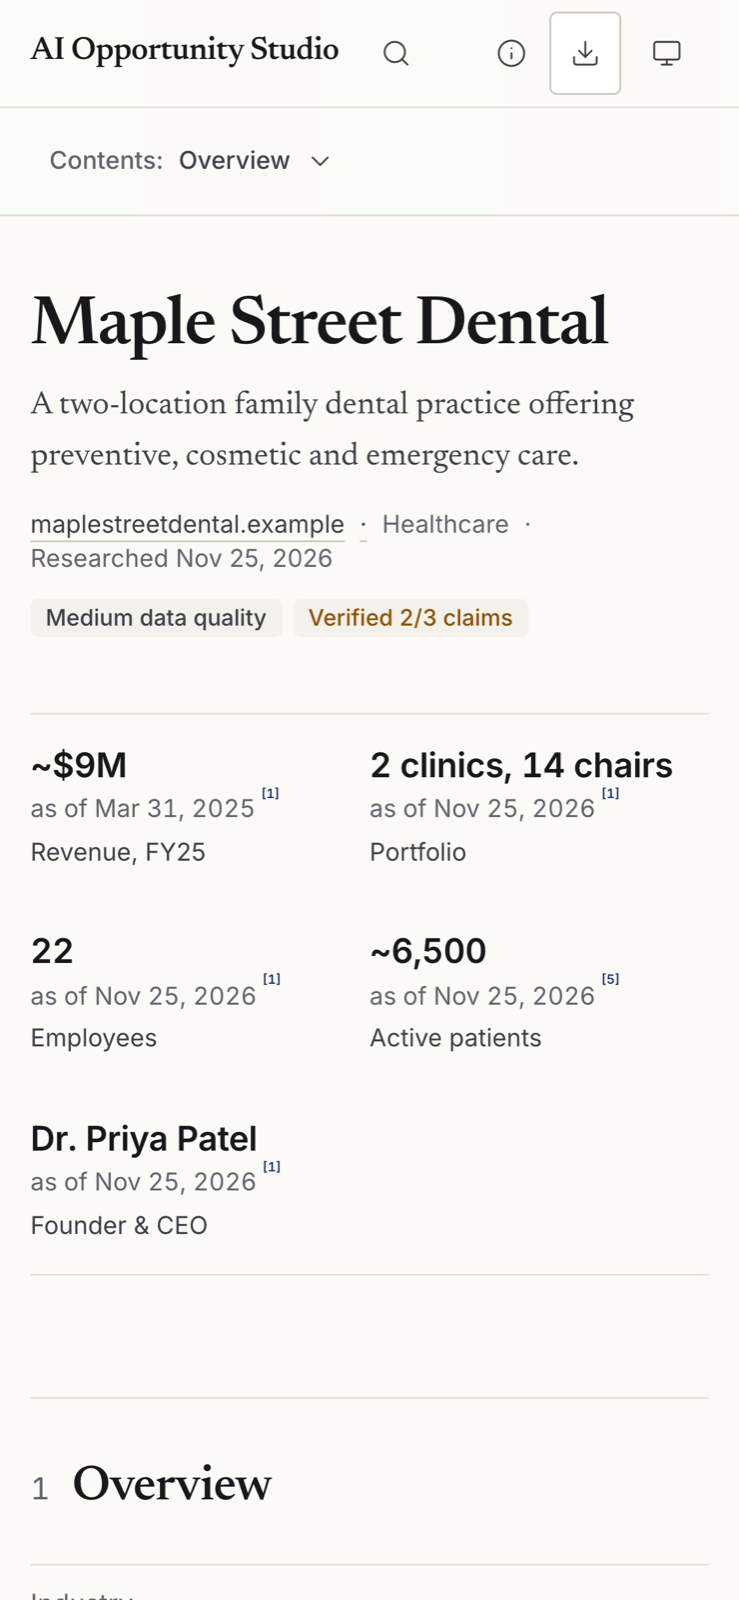 AI Opportunity Studio
Contents: Overview
Maple Street Dental
A two-location family dental practice offering
preventive, cosmetic and emergency care.
maplestreetdental.example · Healthcare ·
Researched Nov 25, 2026
Medium data quality Verified 2/3 claims
~$9M
as of Mar 31, 2025 [1]
Revenue, FY25
2 clinics, 14 chairs
as of Nov 25, 2026 [1]
Portfolio
22
as of Nov 25, 2026 [1]
Employees
~6,500
as of Nov 25, 2026 [5]
Active patients
Dr. Priya Patel
as of Nov 25, 2026 [1]
Founder & CEO
1 Overview
Industry